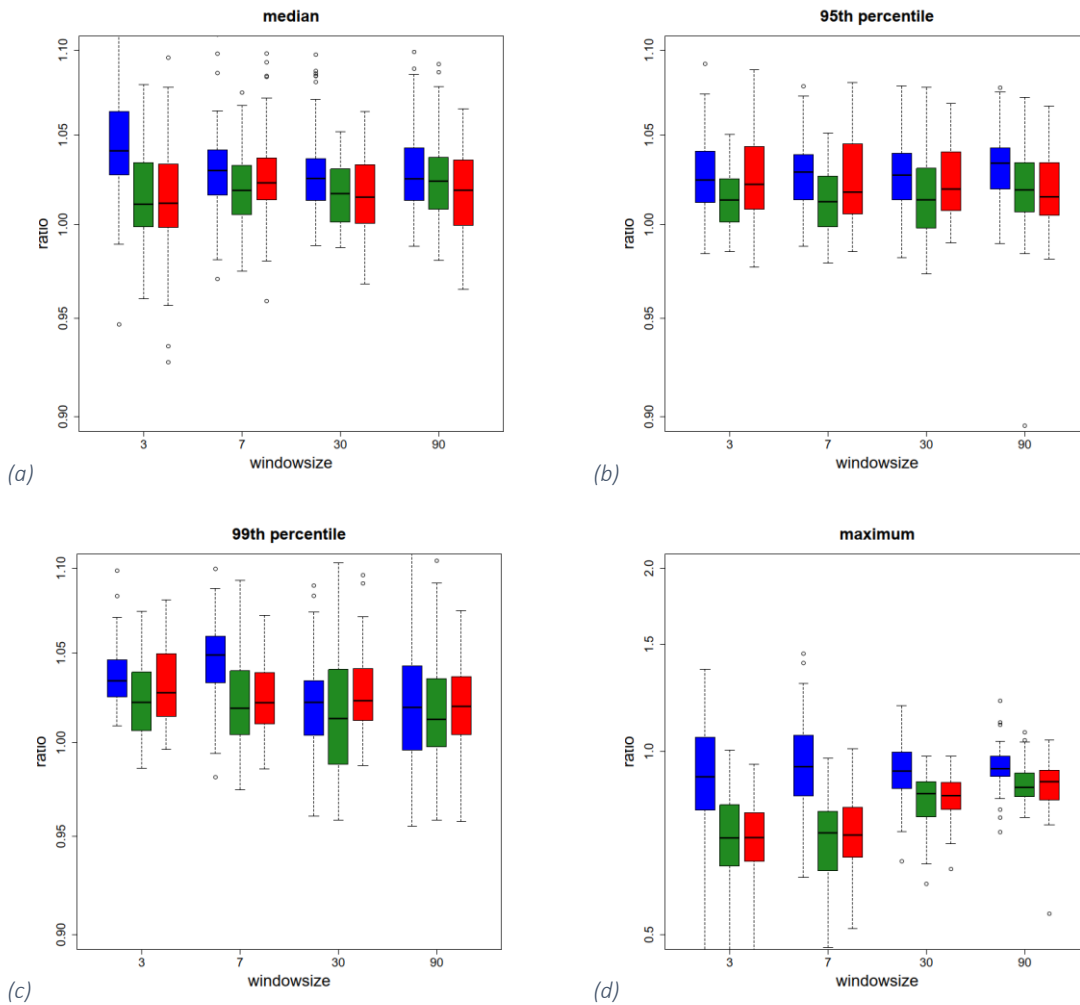 median
1.10
1.05
1.00
0.95
0.90
ratio
3 7 30 90
windowsize
(a)
95th percentile
1.10
1.05
1.00
0.95
0.90
ratio
3 7 30 90
windowsize
(b)
99th percentile
1.10
1.05
1.00
0.95
0.90
ratio
3 7 30 90
windowsize
(c)
maximum
2.0
1.5
1.0
0.5
ratio
3 7 30 90
windowsize
(d)